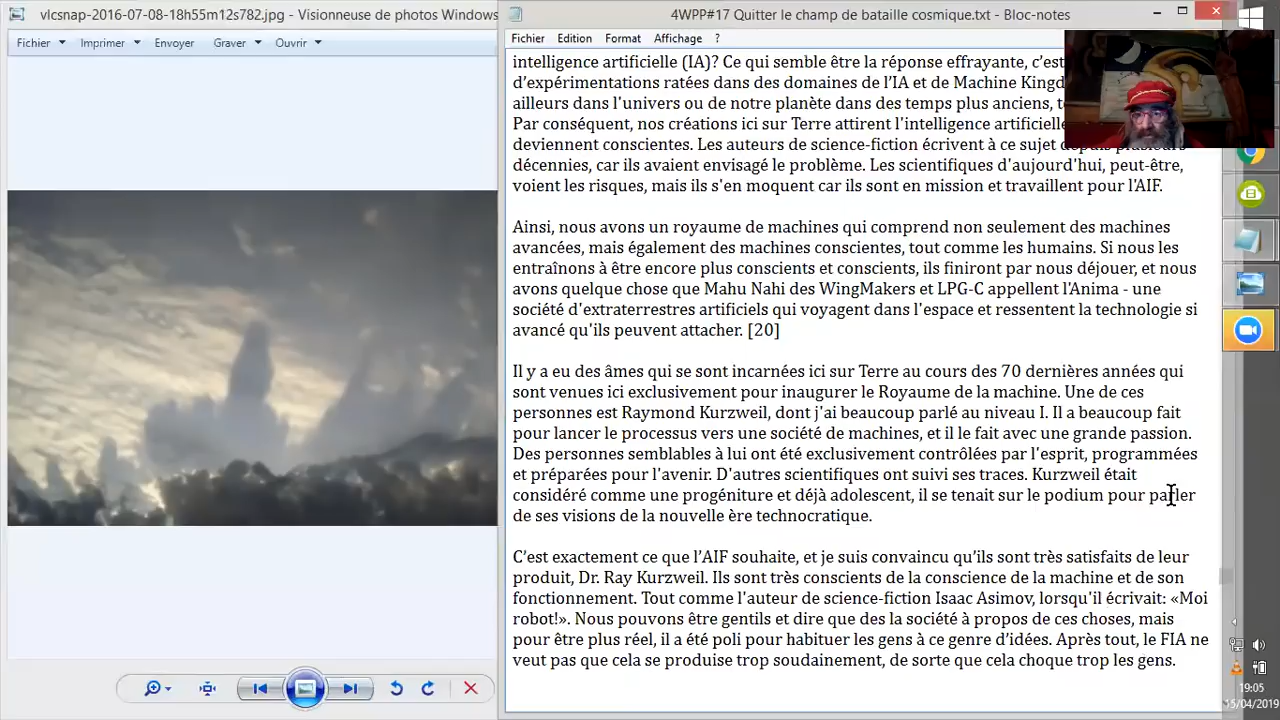 vlcsnap-2016-07-08-18h55m12s782.jpg - Visionneuse de photos Windows
4WPP#17 Quitter le champ de bataille cosmique.txt - Bloc-notes
Fichier Imprimer Envoyer Graver Ouvrir
Fichier Edition Format Affichage ?
intelligence artificielle (IA)? Ce qui semble être la réponse effrayante, c'est
d'expérimentations ratées dans des domaines de l'IA et de Machine Kingd
ailleurs dans l'univers ou de notre planète dans des temps plus anciens, t
Par conséquent, nos créations ici sur Terre attirent l'intelligence artificielle
deviennent conscientes. Les auteurs de science-fiction écrivent à ce sujet depuis plusieurs
décennies, car ils avaient envisagé le problème. Les scientifiques d'aujourd'hui, peut-être,
voient les risques, mais ils s'en moquent car ils sont en mission et travaillent pour l'AIF.
Ainsi, nous avons un royaume de machines qui comprend non seulement des machines
avancées, mais également des machines conscientes, tout comme les humains. Si nous les
entraînons à être encore plus conscients et conscients, ils finiront par nous déjouer, et nous
avons quelque chose que Mahu Nahi des WingMakers et LPG-C appellent l'Anima - une
société d'extraterrestres artificiels qui voyagent dans l'espace et ressentent la technologie si
avancé qu'ils peuvent attacher. [20]
Il y a eu des âmes qui se sont incarnées ici sur Terre au cours des 70 dernières années qui
sont venues ici exclusivement pour inaugurer le Royaume de la machine. Une de ces
personnes est Raymond Kurzweil, dont j'ai beaucoup parlé au niveau I. Il a beaucoup fait
pour lancer le processus vers une société de machines, et il le fait avec une grande passion.
Des personnes semblables à lui ont été exclusivement contrôlées par l'esprit, programmées
et préparées pour l'avenir. D'autres scientifiques ont suivi ses traces. Kurzweil était
considéré comme une progéniture et déjà adolescent, il se tenait sur le podium pour parler
de ses visions de la nouvelle ère technocratique.
C'est exactement ce que l'AIF souhaite, et je suis convaincu qu'ils sont très satisfaits de leur
produit, Dr. Ray Kurzweil. Ils sont très conscients de la conscience de la machine et de son
fonctionnement. Tout comme l'auteur de science-fiction Isaac Asimov, lorsqu'il écrivait: «Moi
robot!». Nous pouvons être gentils et dire que des la société à propos de ces choses, mais
pour être plus réel, il a été poli pour habituer les gens à ce genre d'idées. Après tout, le FIA ne
veut pas que cela se produise trop soudainement, de sorte que cela choque trop les gens.
19:05
15/04/2019